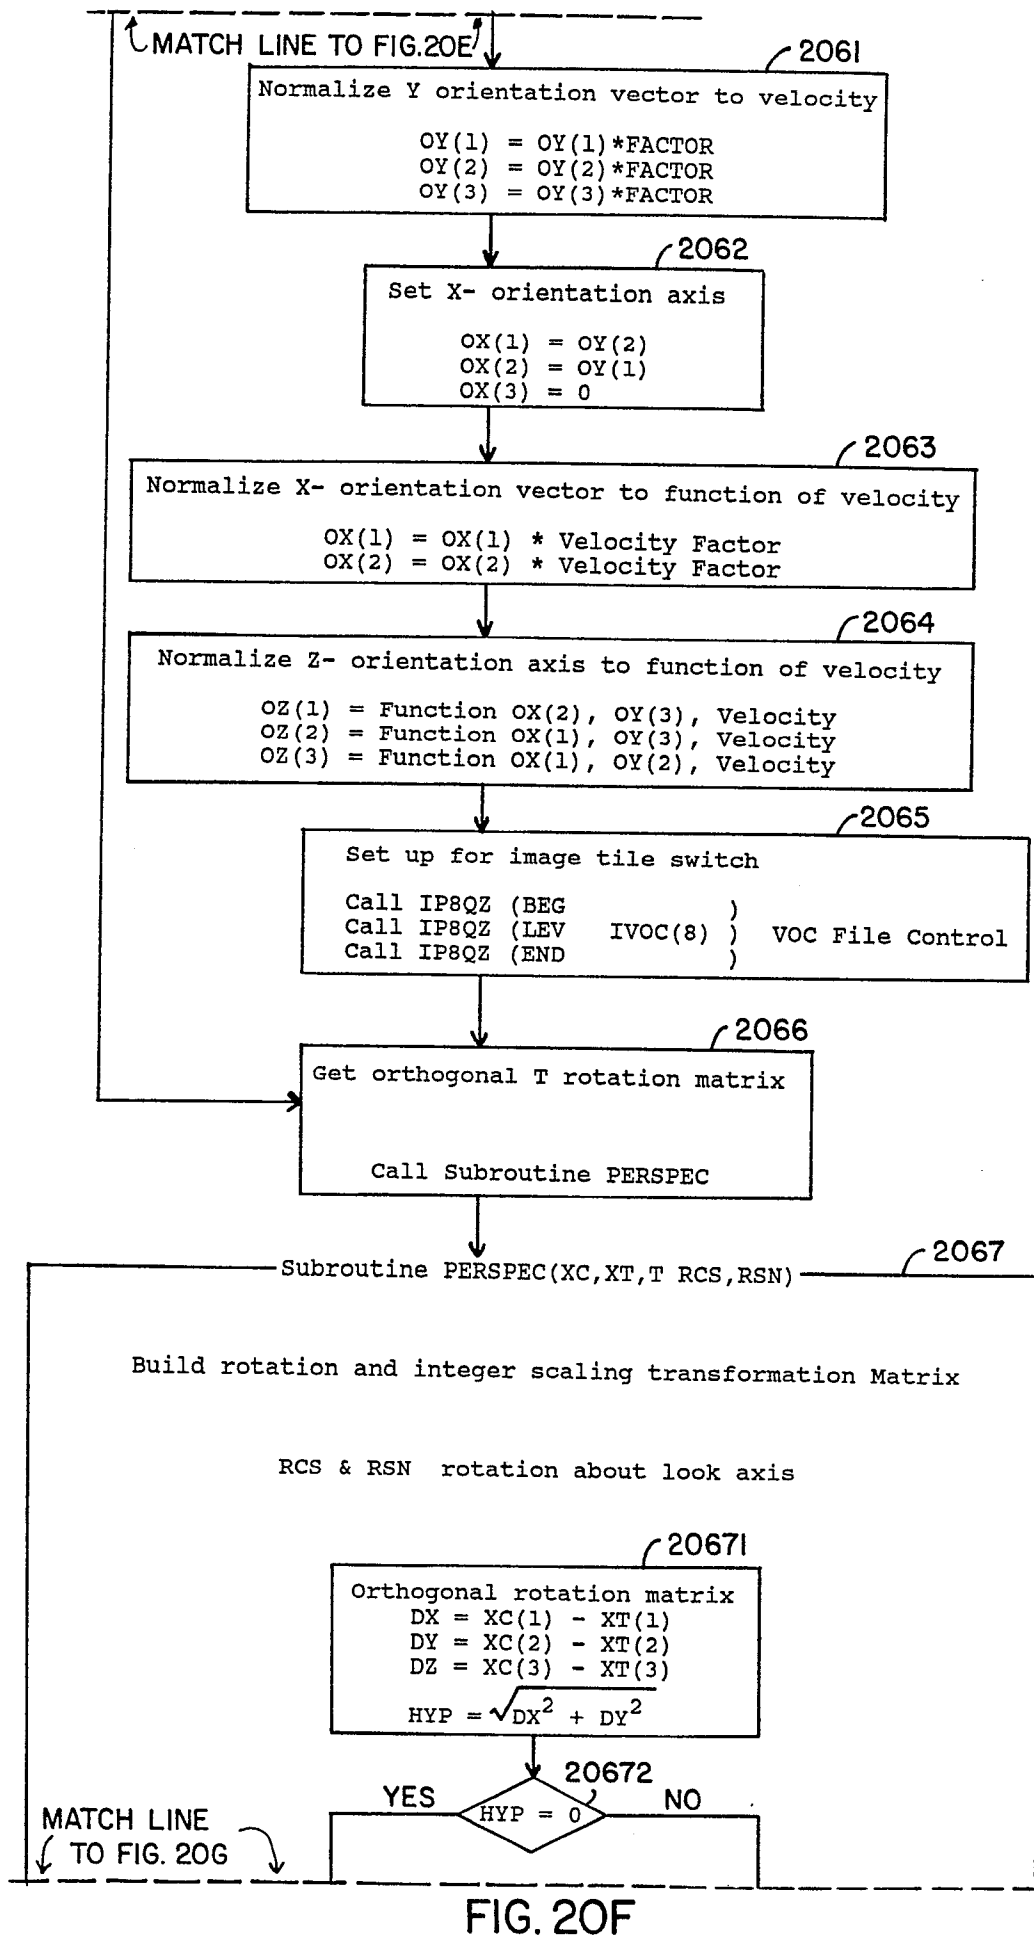 MATCH LINE TO FIG.20E
2061
Normalize Y orientation vector to velocity
OY(1) = OY(1)*FACTOR
OY(2) = OY(2)*FACTOR
OY(3) = OY(3)*FACTOR
2062
Set X- orientation axis
OX(1) = OY(2)
OX(2) = OY(1)
OX(3) = 0
2063
Normalize X- orientation vector to function of velocity
OX(1) = OX(1) * Velocity Factor
OX(2) = OX(2) * Velocity Factor
2064
Normalize Z- orientation axis to function of velocity
OZ(1) = Function OX(2), OY(3), Velocity
OZ(2) = Function OX(1), OY(3), Velocity
OZ(3) = Function OX(1), OY(2), Velocity
2065
Set up for image tile switch
Call IP8QZ (BEG )
Call IP8QZ (LEV IVOC(8) ) VOC File Control
Call IP8QZ (END )
2066
Get orthogonal T rotation matrix
Call Subroutine PERSPEC
2067
Subroutine PERSPEC(XC,XT,T RCS,RSN)
Build rotation and integer scaling transformation Matrix
RCS & RSN rotation about look axis
20671
Orthogonal rotation matrix
DX = XC(1) - XT(1)
DY = XC(2) - XT(2)
DZ = XC(3) - XT(3)
HYP = √DX² + DY²
20672
YES
HYP = 0
NO
MATCH LINE
TO FIG. 20G
FIG. 20F